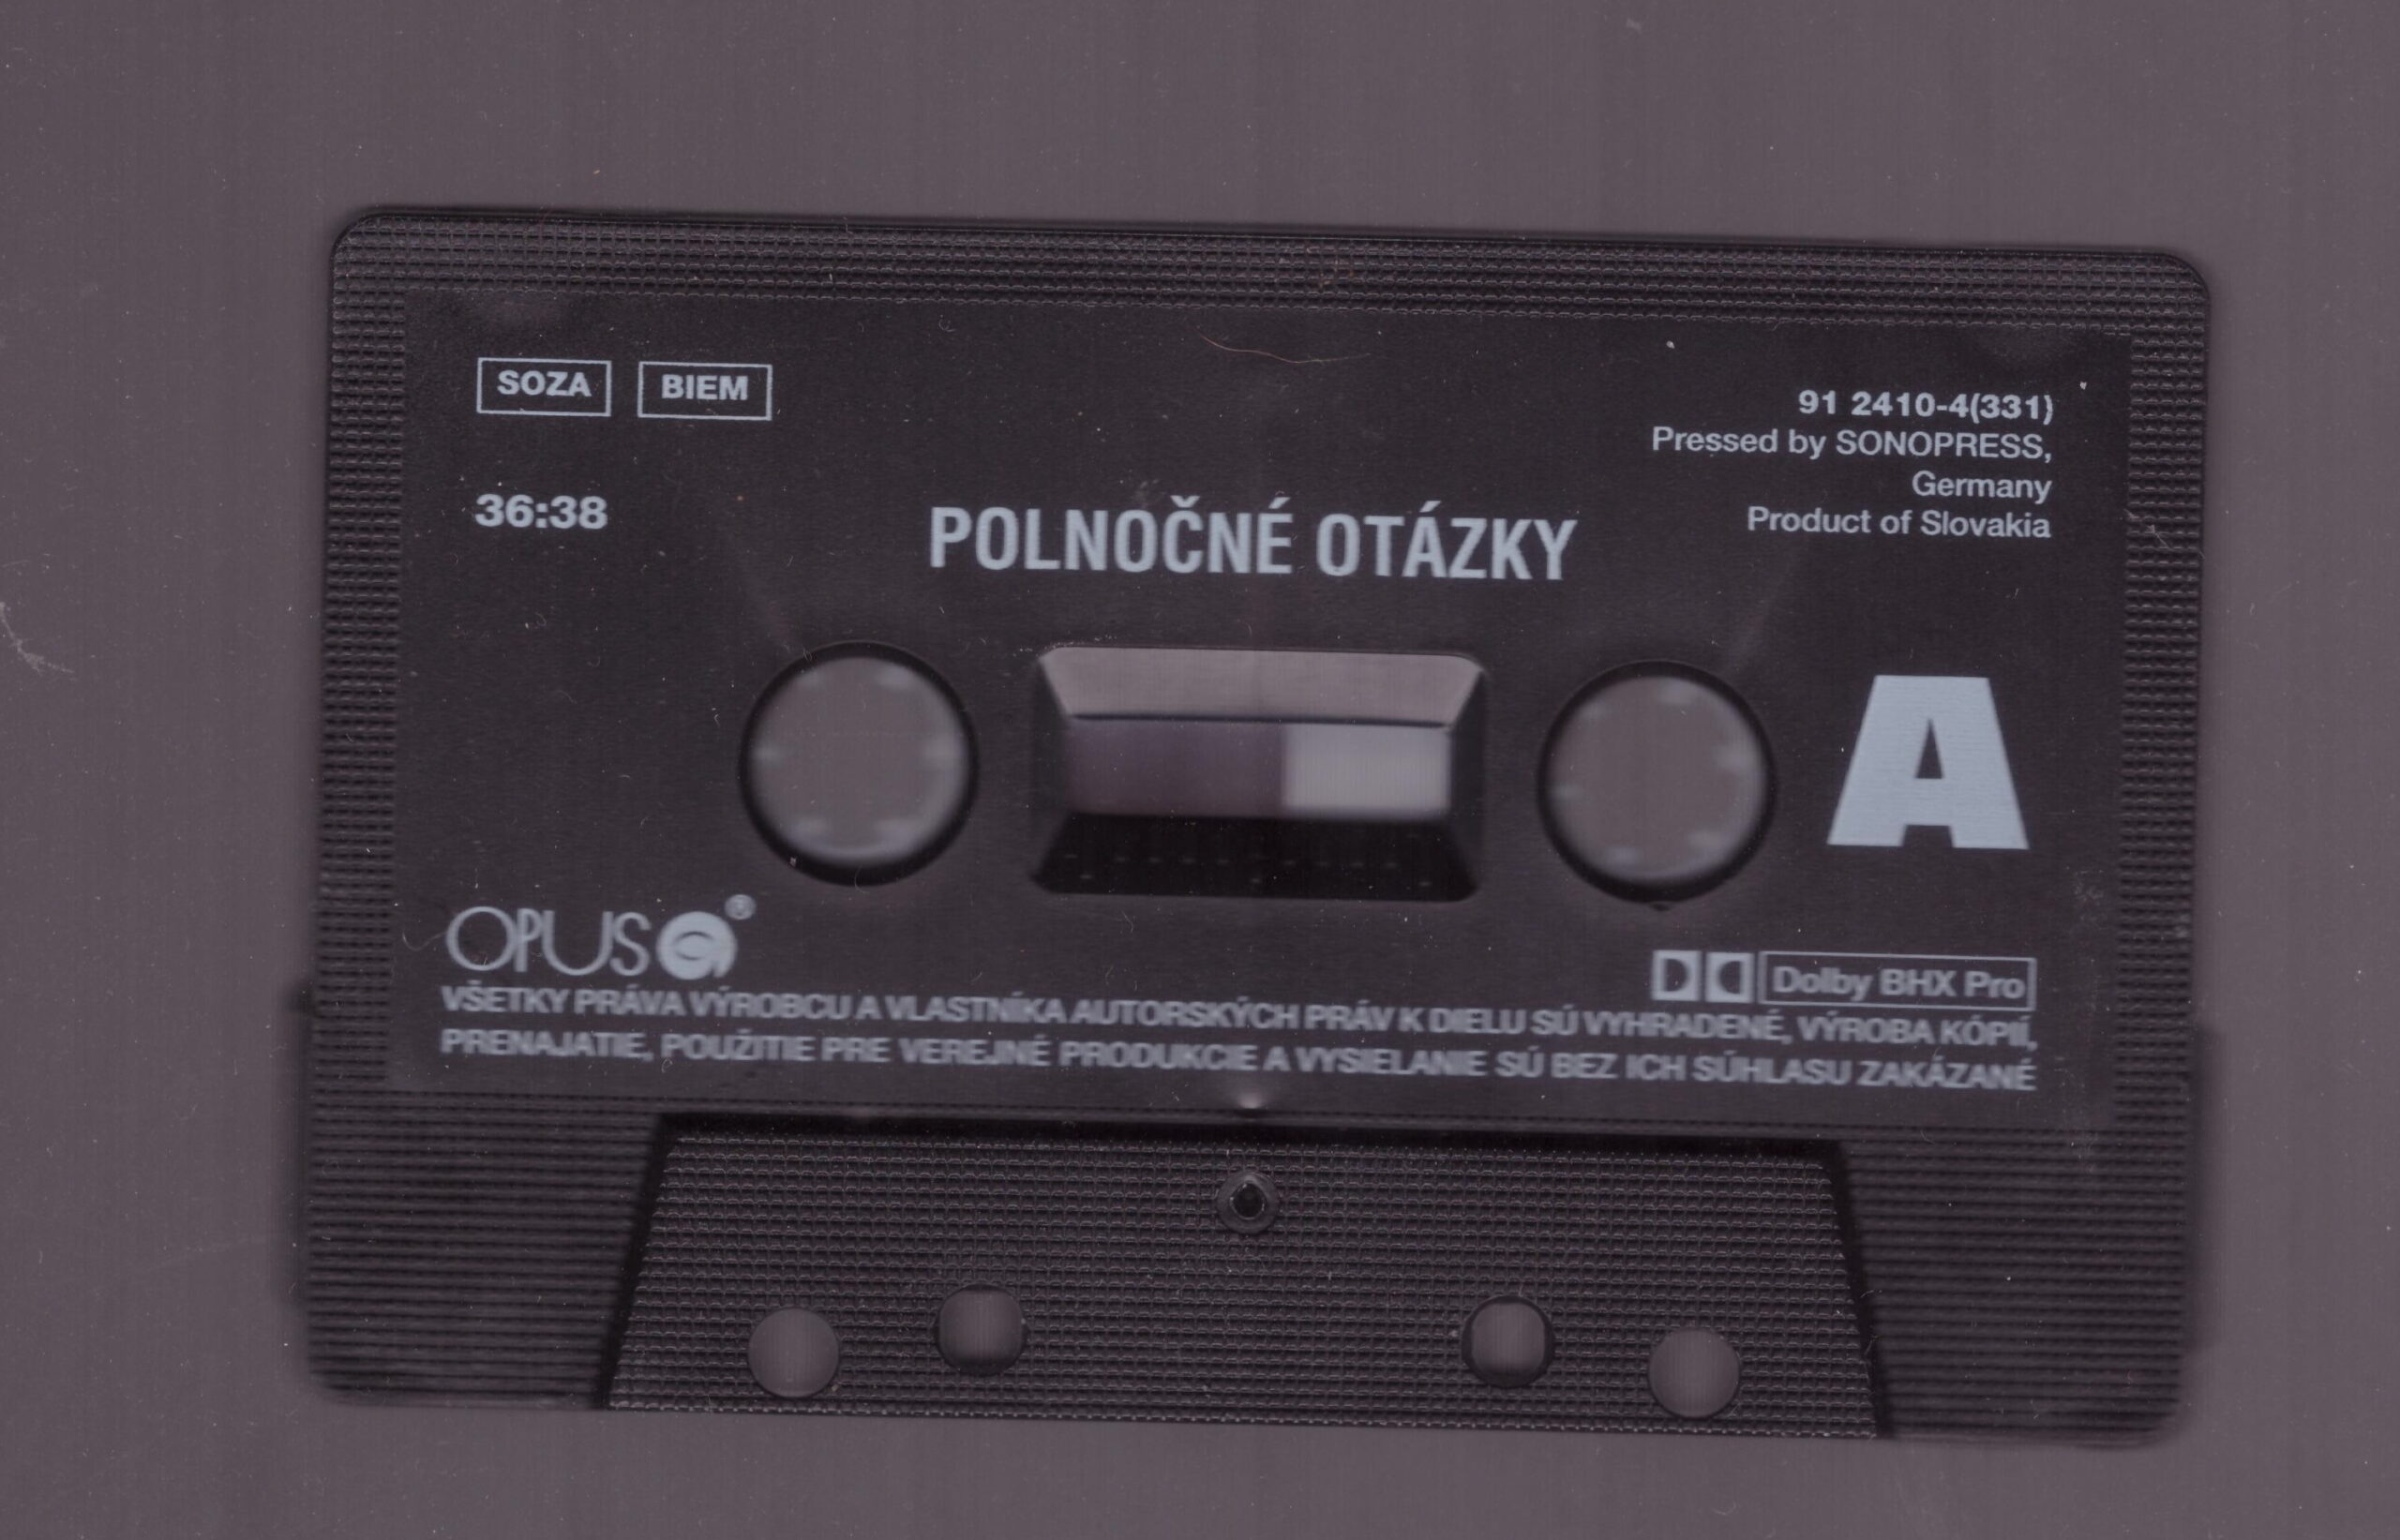 SOZA BIEM
91 2410-4(331)
Pressed by SONOPRESS,
Germany
Product of Slovakia
36:38
POLNOČNÉ OTÁZKY
A
OPUS ®
Dolby BHX Pro
VŠETKY PRÁVA VÝROBCU A VLASTNÍKA AUTORSKÝCH PRÁV K DIELU SÚ VYHRADENÉ, VÝROBA KÓPIÍ,
PRENAJATIE, POUŽITIE PRE VEREJNÉ PRODUKCIE A VYSIELANIE SÚ BEZ ICH SÚHLASU ZAKÁZANÉ